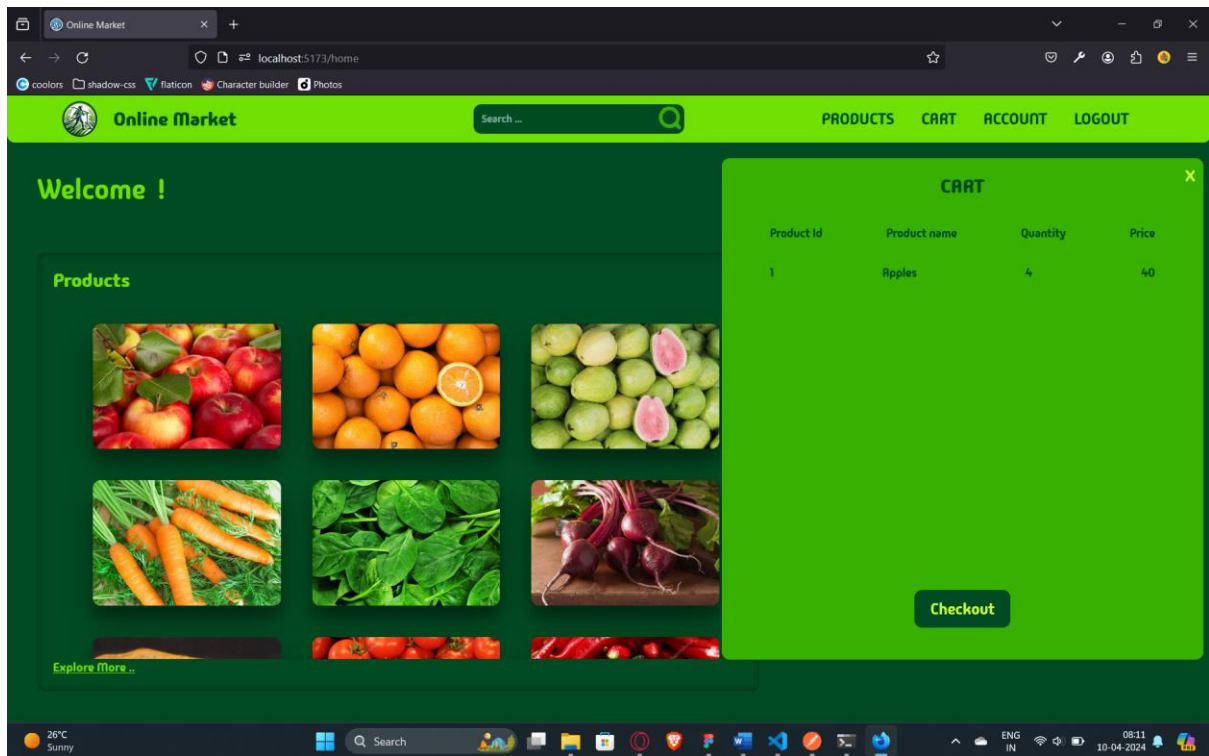 Online Market
localhost:5173/home
coolors shadow-css flaticon Character builder Photos
Online Market Search ... PRODUCTS CART ACCOUNT LOGOUT
Welcome !
Products
Explore More ..
CART X
Product Id Product name Quantity Price
1 Apples 4 40
Checkout
26°C
Sunny
Search
ENG
IN
08:11
10-04-2024